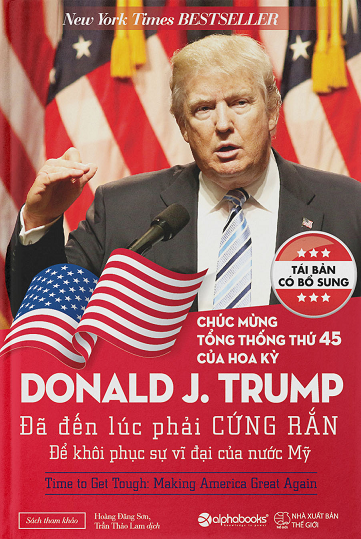 New York Times BESTSELLER
TÁI BẢN
CÓ BỔ SUNG
CHÚC MỪNG
TỔNG THỐNG THỨ 45
CỦA HOA KỲ
DONALD J. TRUMP
Đã đến lúc phải CỨNG RẮN
Để khôi phục sự vĩ đại của nước Mỹ
Time to Get Tough: Making America Great Again
Sách tham khảo
Hoàng Đăng Sơn,
Trần Thảo Lam dịch
alphabooks
knowledge is power
NHÀ XUẤT BẢN
THẾ GIỚI